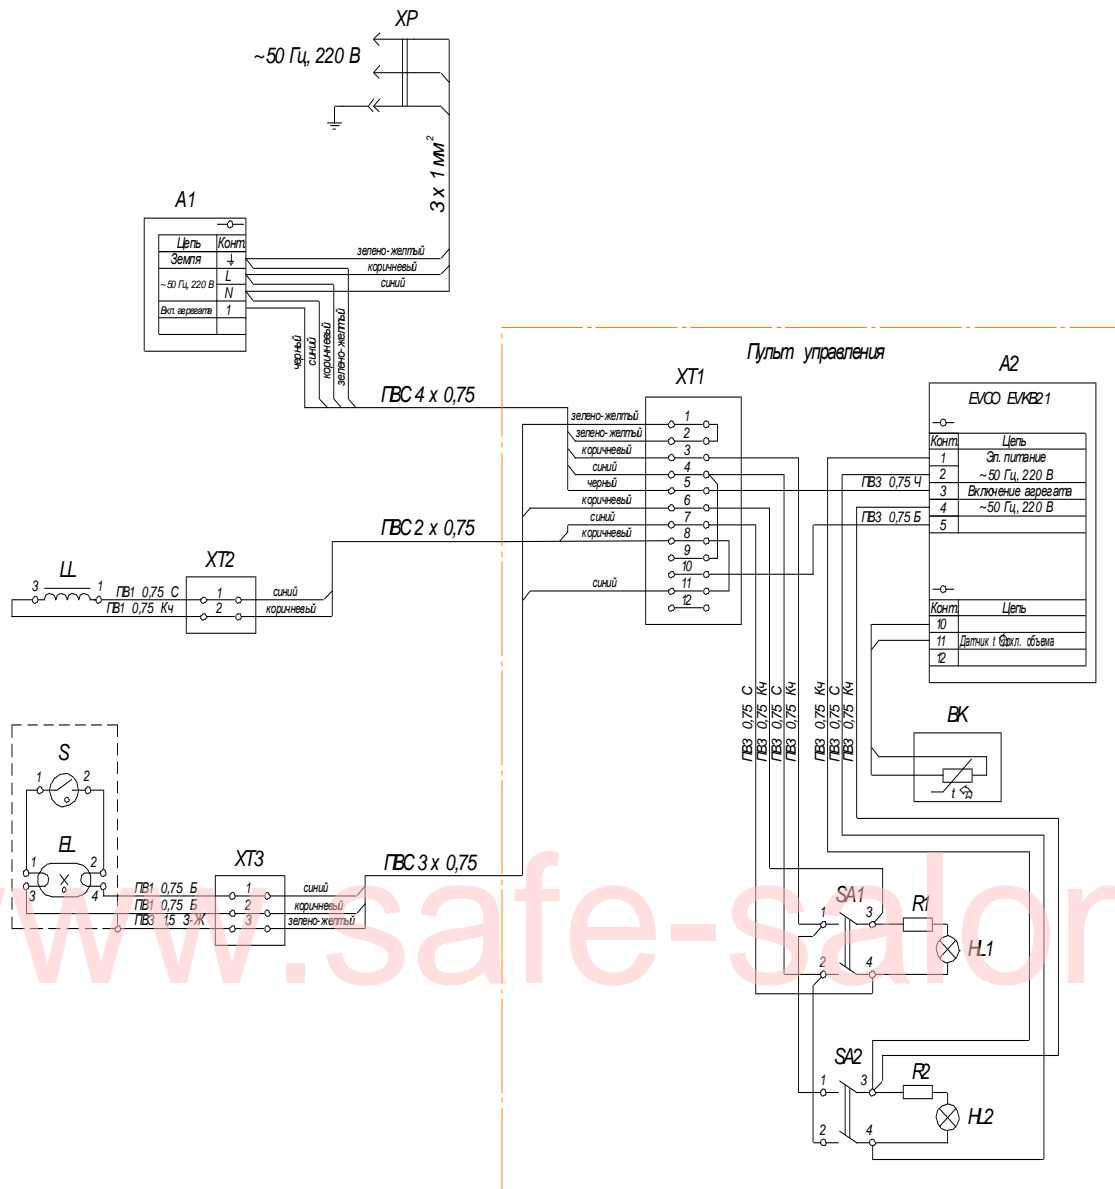 XP
~50 Гц, 220 В
3 х 1 мм²
A1
Цепь Конт.
Земля
~50 Гц, 220 В L
N
Вкл. агрегата 1
зелено-желтый
коричневый
синий
черный
синий
коричневый
зелено-желтый
ПВС 4 х 0,75
Пульт управления
XT1
зелено-желтый 1
зелено-желтый 2
коричневый 3
синий 4
черный 5
коричневый 6
синий 7
коричневый 8
9
10
синий 11
12
A2
EVCO EVKB21
Конт. Цепь
1 Эл. питание
2 ~50 Гц, 220 В
3 Включение агрегата
4 ~50 Гц, 220 В
5
ПВ3 0,75 Ч
ПВ3 0,75 Б
Конт. Цепь
10
11 Датчик t охл. объема
12
ПВС 2 х 0,75
LL
3 1
ПВ1 0,75 С
ПВ1 0,75 Кч
XT2
1 синий
2 коричневый
ПВ3 0,75 С
ПВ3 0,75 Кч
ПВ3 0,75 С
ПВ3 0,75 Кч
ПВ3 0,75 Кч
ПВ3 0,75 С
ПВ3 0,75 Кч
BK
t
S
1 2
EL
1 2
3 4
ПВ1 0,75 Б
ПВ1 0,75 Б
ПВ3 1,5 З-Ж
XT3
1 синий
2 коричневый
3 зелено-желтый
ПВС 3 х 0,75
SA1
1 3
2 4
R1
HL1
SA2
1 3
2 4
R2
HL2
www.safe-salon